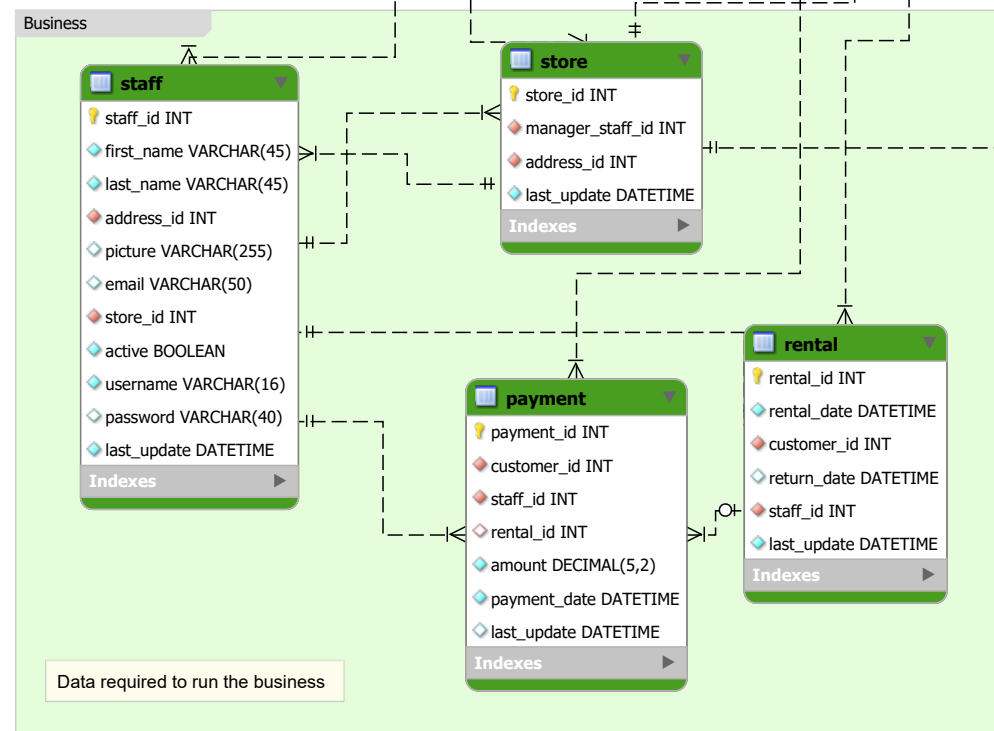 Business
staff
staff_id INT
first_name VARCHAR(45)
last_name VARCHAR(45)
address_id INT
picture VARCHAR(255)
email VARCHAR(50)
store_id INT
active BOOLEAN
username VARCHAR(16)
password VARCHAR(40)
last_update DATETIME
Indexes
store
store_id INT
manager_staff_id INT
address_id INT
last_update DATETIME
Indexes
payment
payment_id INT
customer_id INT
staff_id INT
rental_id INT
amount DECIMAL(5,2)
payment_date DATETIME
last_update DATETIME
Indexes
rental
rental_id INT
rental_date DATETIME
customer_id INT
return_date DATETIME
staff_id INT
last_update DATETIME
Indexes
Data required to run the business